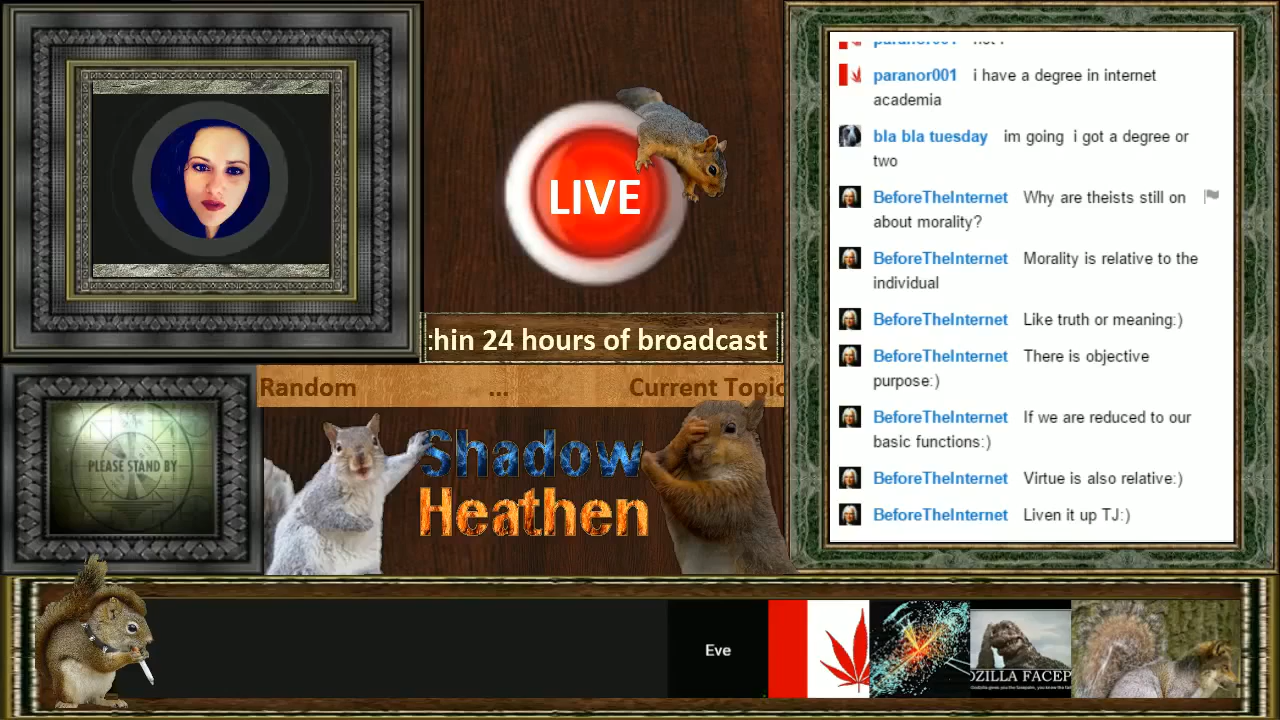 LIVE
hin 24 hours of broadcast
Random ... Current Topic
PLEASE STAND BY
Shadow
Heathen
paranor001
paranor001 i have a degree in internet
academia
bla bla tuesday im going i got a degree or
two
BeforeTheInternet Why are theists still on
about morality?
BeforeTheInternet Morality is relative to the
individual
BeforeTheInternet Like truth or meaning:)
BeforeTheInternet There is objective
purpose:)
BeforeTheInternet If we are reduced to our
basic functions:)
BeforeTheInternet Virtue is also relative:)
BeforeTheInternet Liven it up TJ:)
Eve
DZILLA FACEP